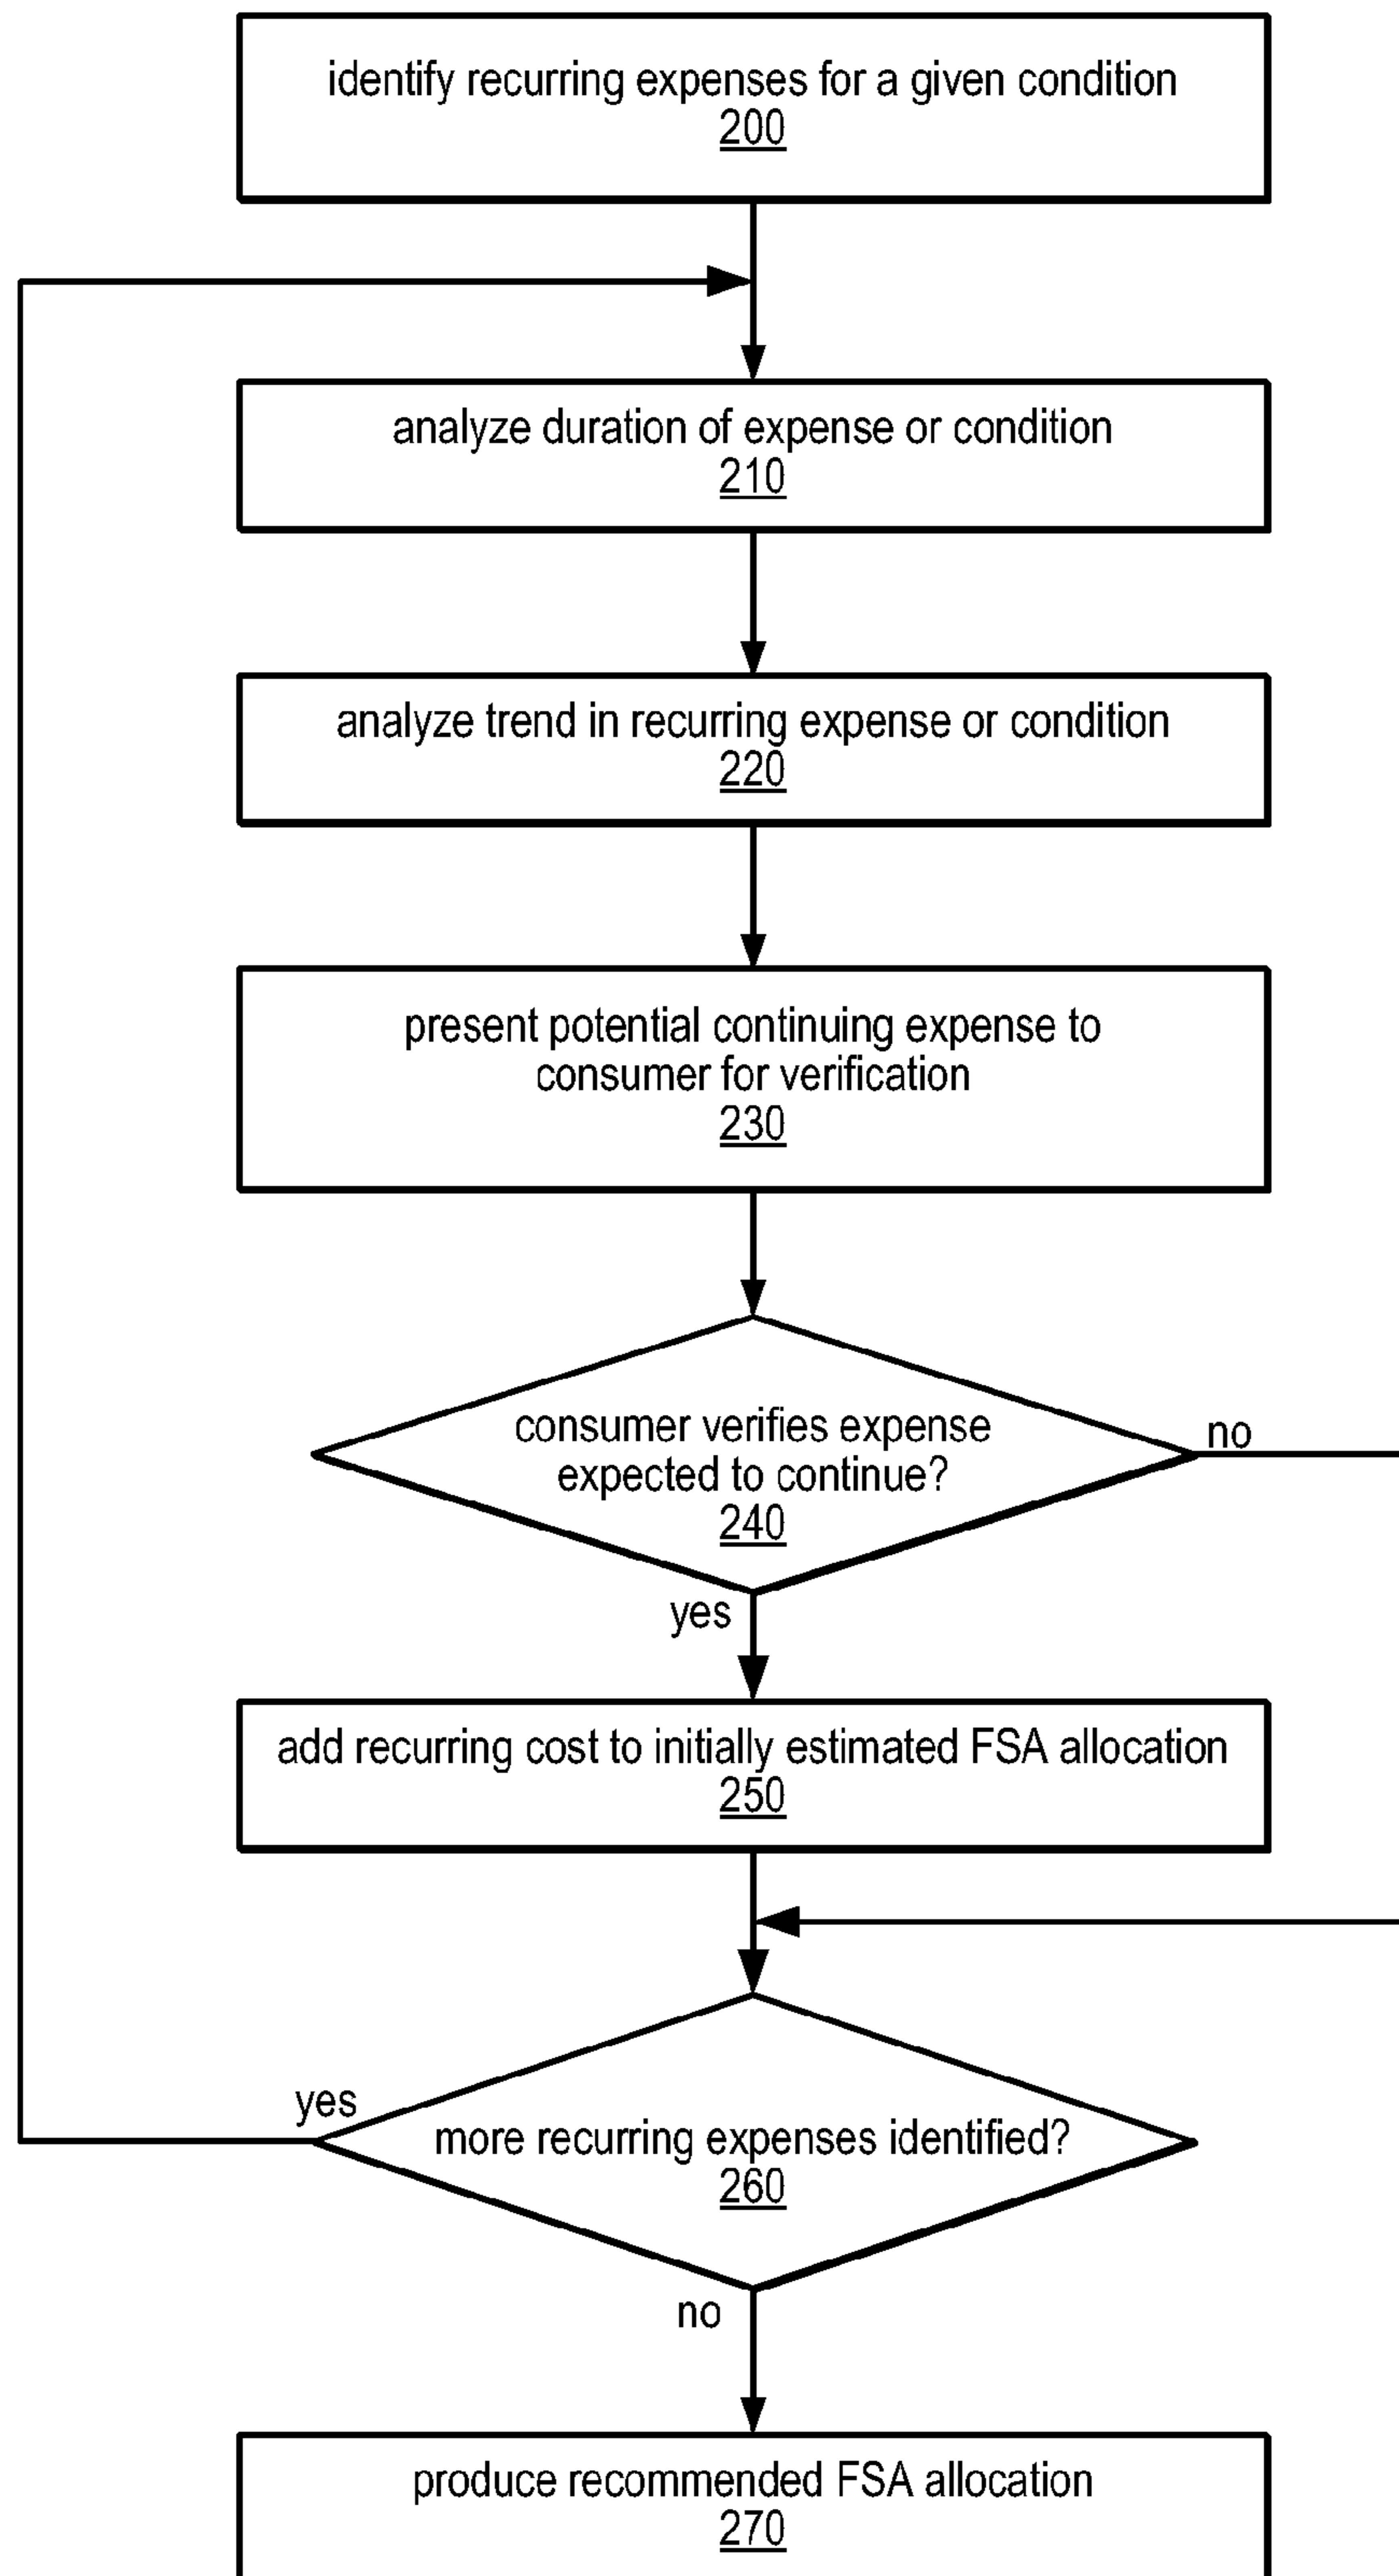 identify recurring expenses for a given condition
200
analyze duration of expense or condition
210
analyze trend in recurring expense or condition
220
present potential continuing expense to
consumer for verification
230
consumer verifies expense
expected to continue?
240
no
yes
add recurring cost to initially estimated FSA allocation
250
yes
more recurring expenses identified?
260
no
produce recommended FSA allocation
270